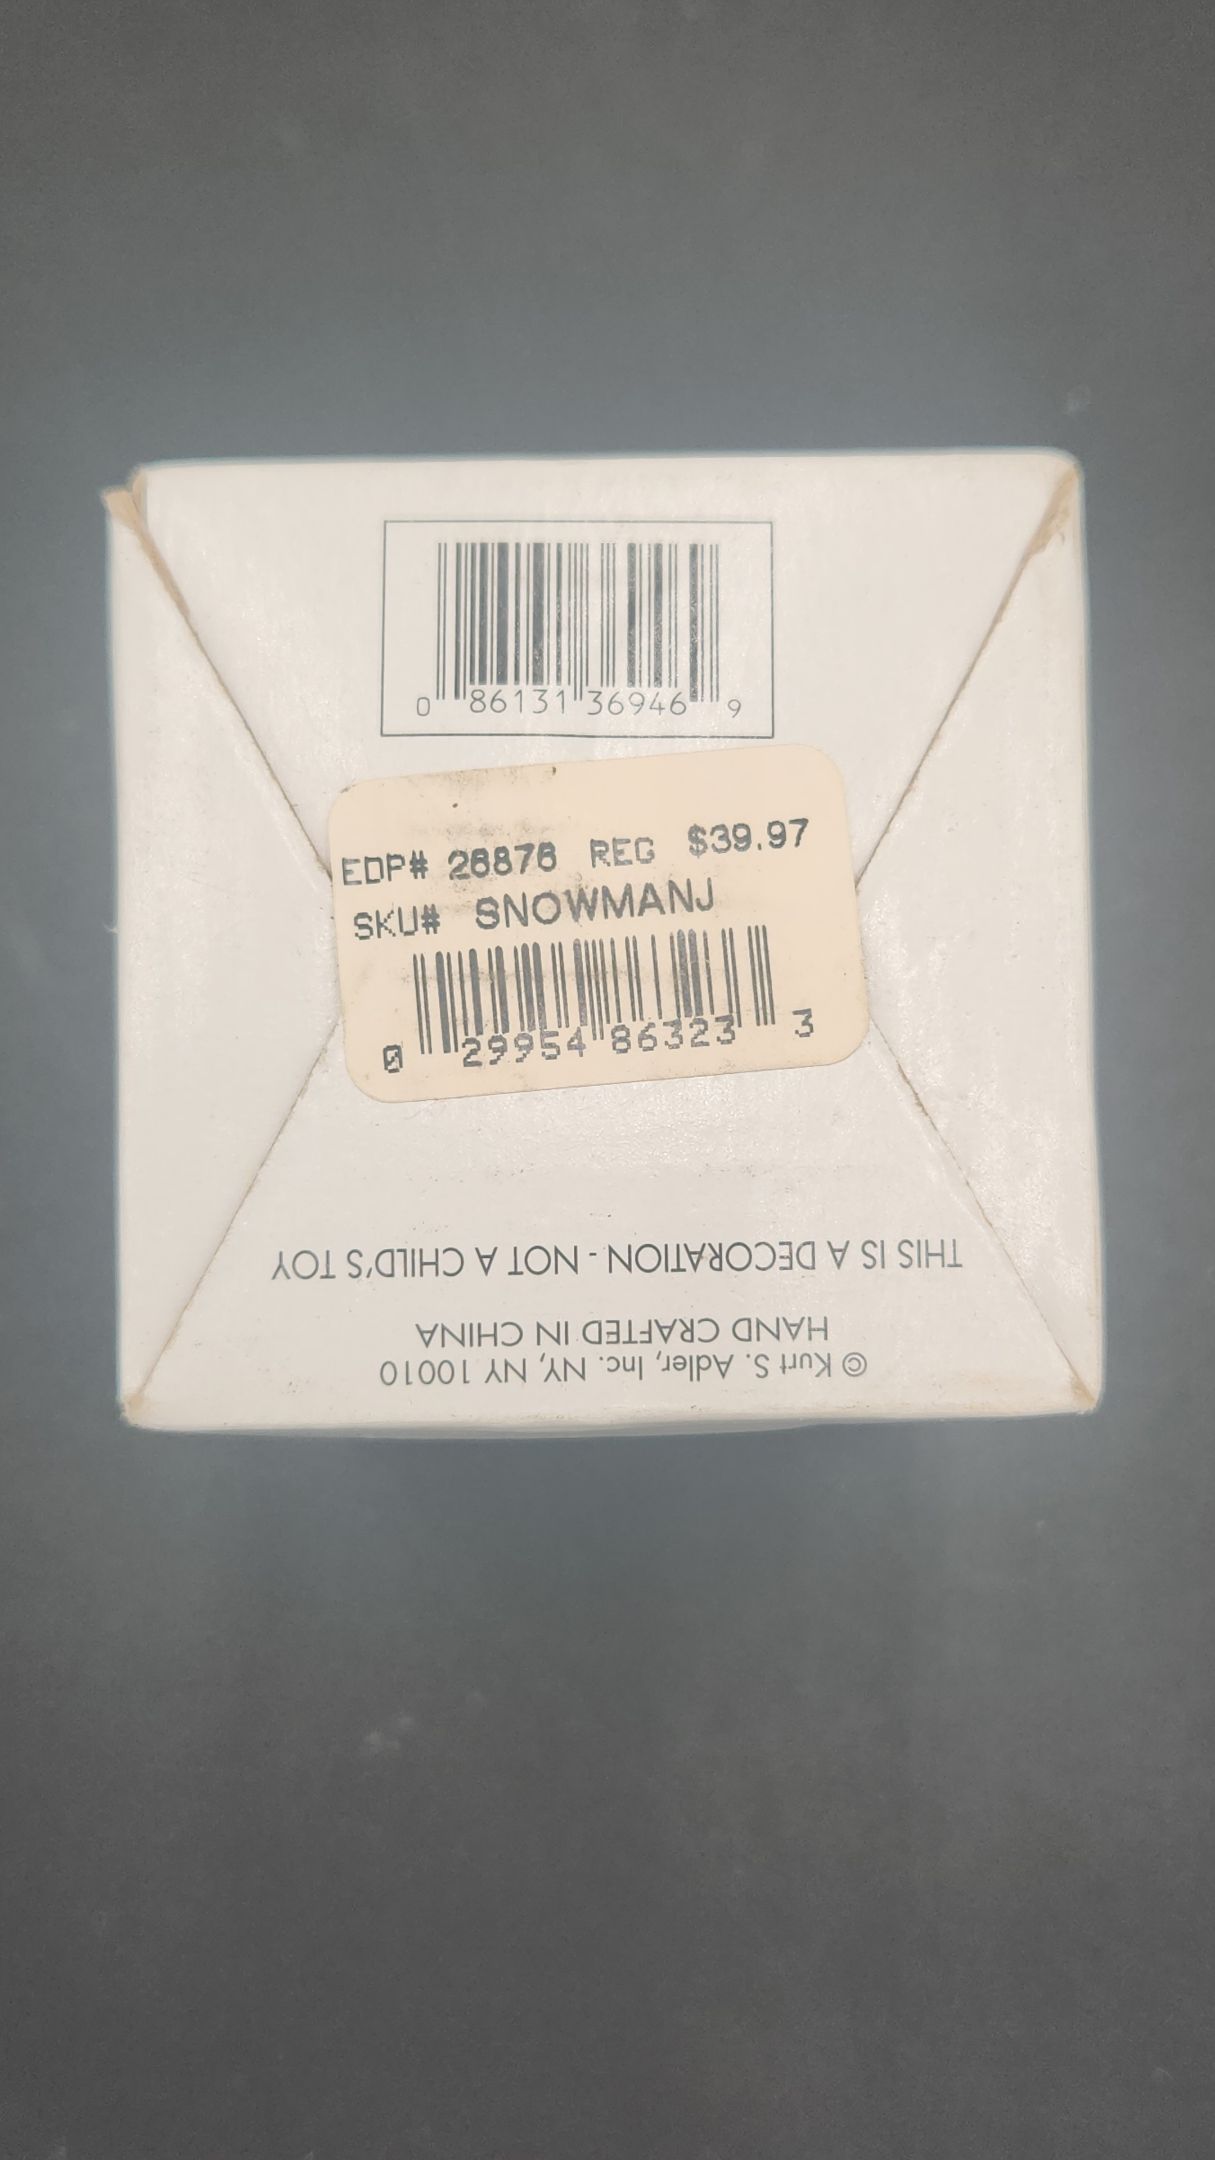 0 86131 36946 9
EDP# 26876 REG $39.97
SKU# SNOWMANJ
0 29954 86323 3
THIS IS A DECORATION - NOT A CHILD'S TOY
HAND CRAFTED IN CHINA
© Kurt S. Adler, Inc. NY, NY 10010